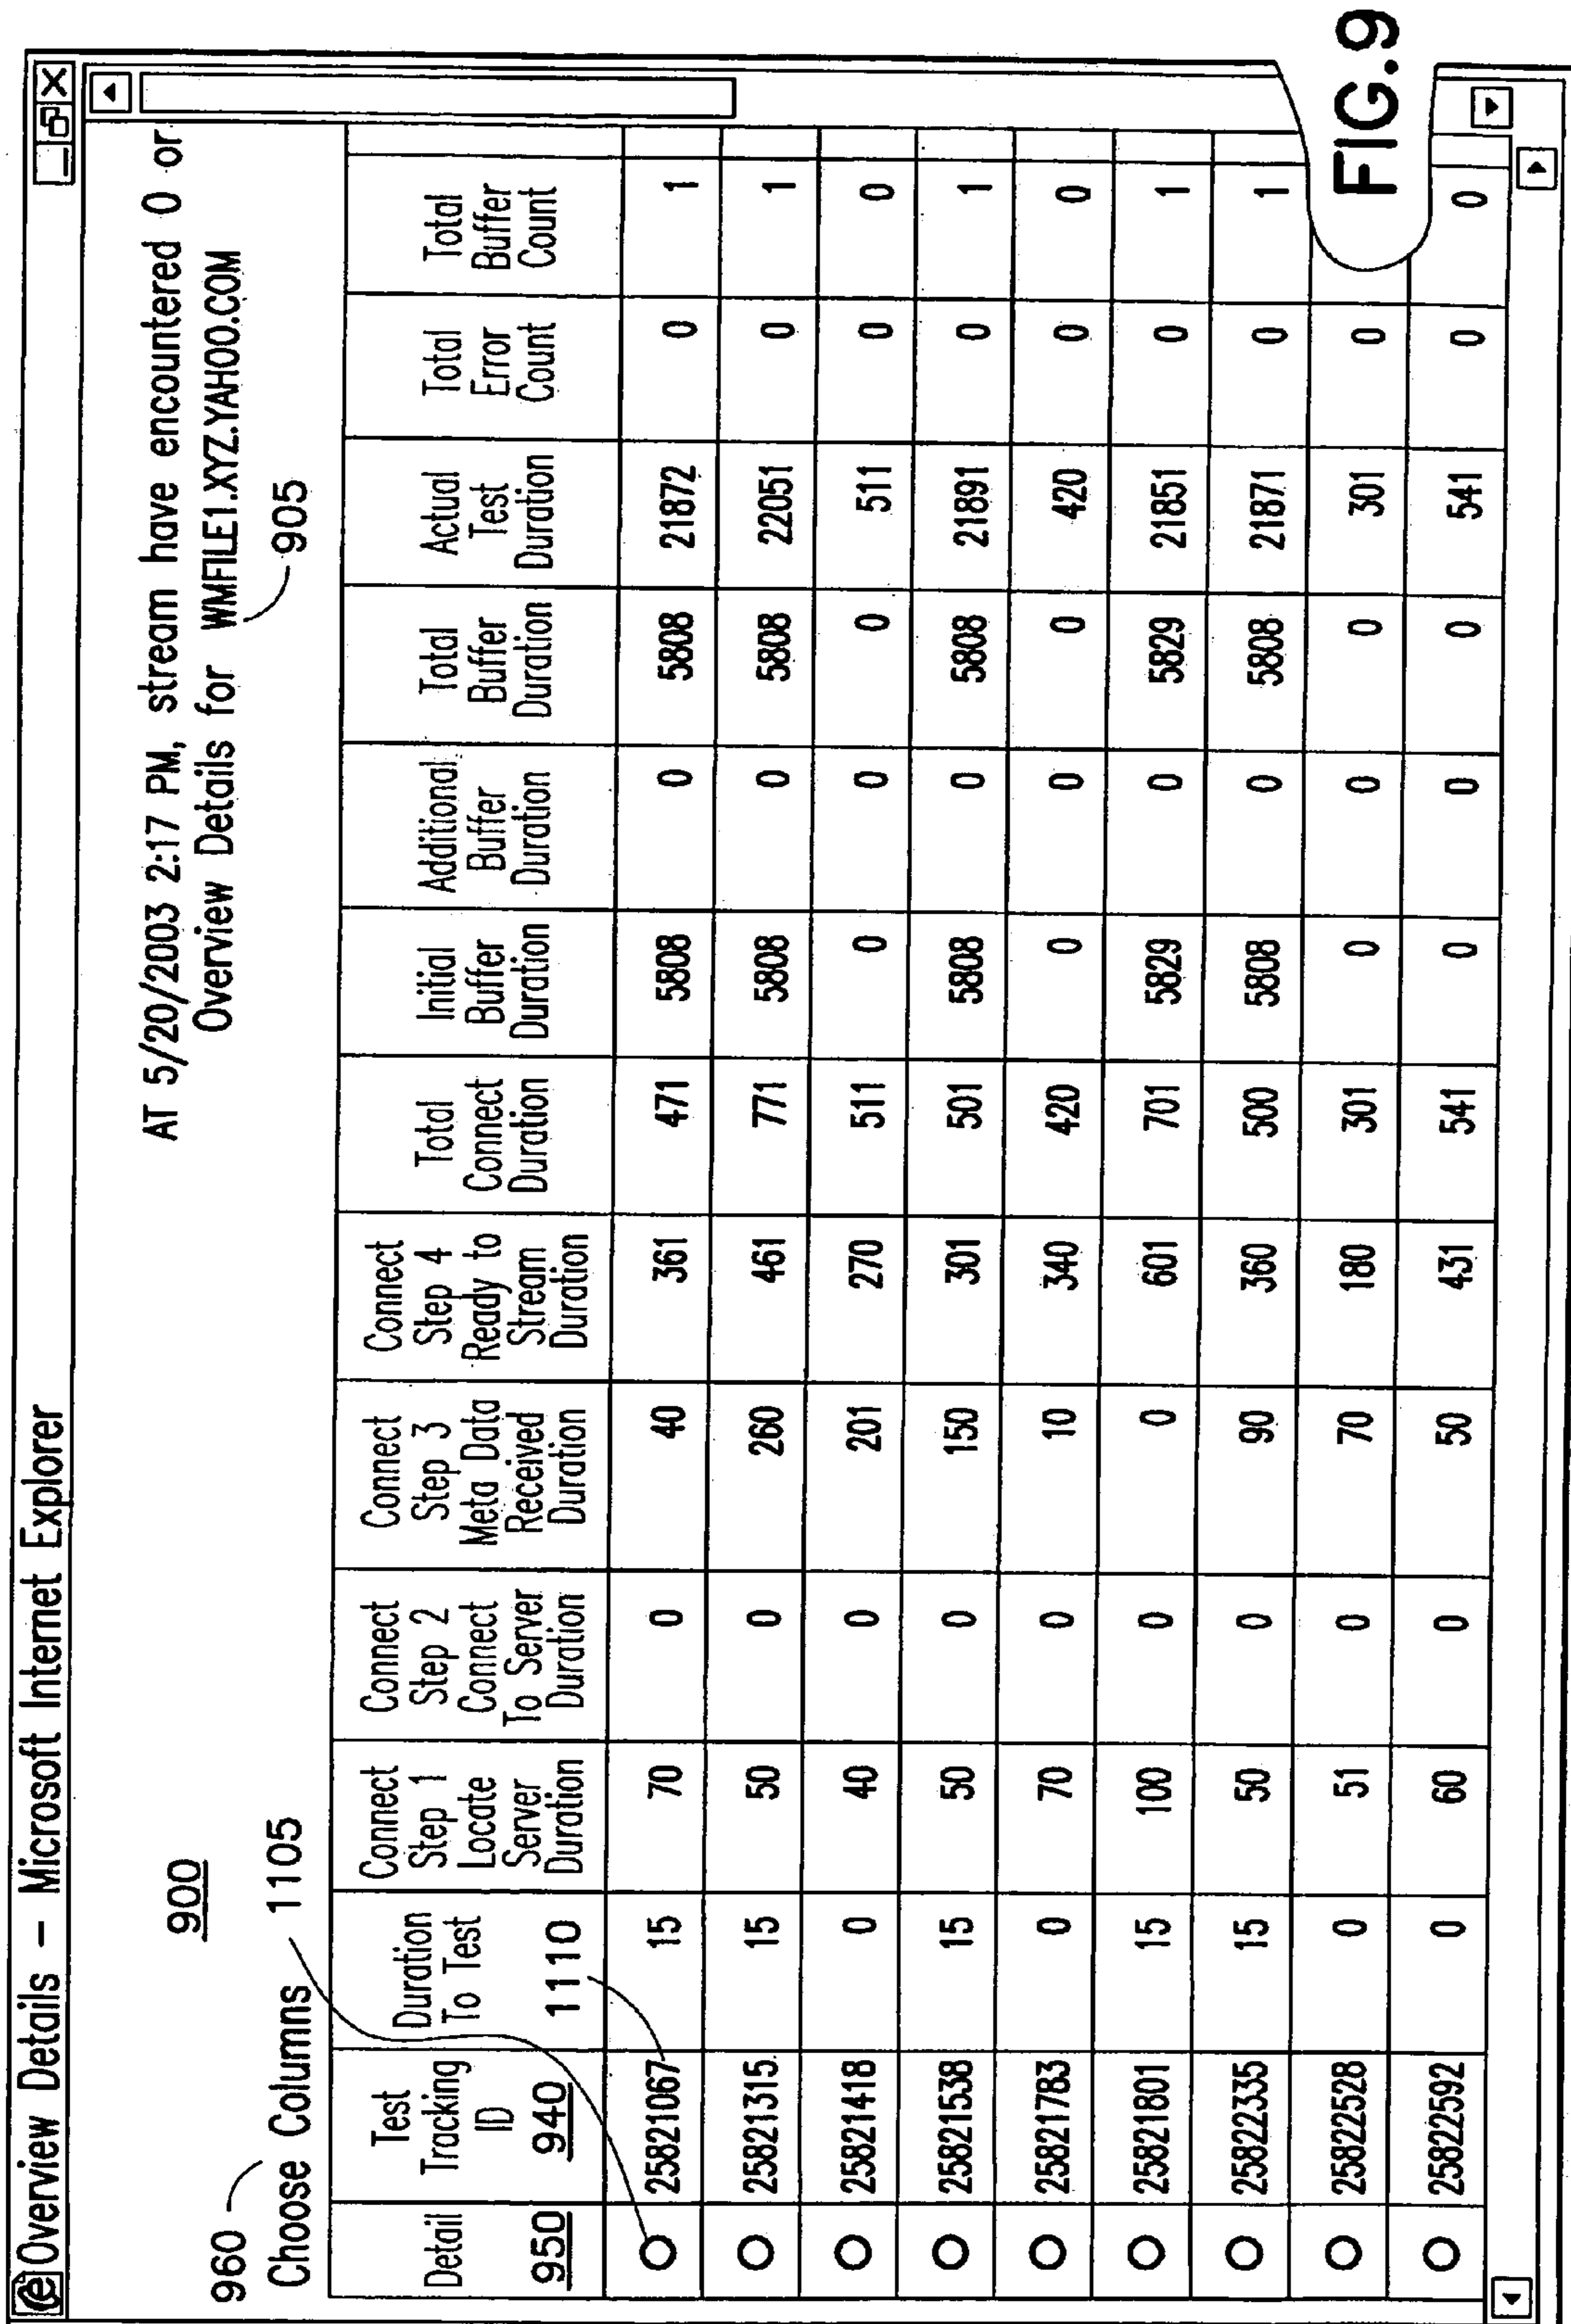 Overview Details – Microsoft Internet Explorer
900
AT 5/20/2003 2:17 PM, stream have encountered 0 or
Overview Details for WMFILE1.XYZ.YAHOO.COM
905
960
Choose Columns
1105
Detail
950
Test
Tracking
ID
940
Duration
To Test
1110
Connect
Step 1
Locate
Server
Duration
Connect
Step 2
Connect
To Server
Duration
Connect
Step 3
Meta Data
Received
Duration
Connect
Step 4
Ready to
Stream
Duration
Total
Connect
Duration
Initial
Buffer
Duration
Additional
Buffer
Duration
Total
Buffer
Duration
Actual
Test
Duration
Total
Error
Count
Total
Buffer
Count
25821067 15 70 0 40 361 471 5808 0 5808 21872 0 1
25821315 15 50 0 260 461 771 5808 0 5808 22051 0 1
25821418 0 40 0 201 270 511 0 0 0 511 0 0
25821538 15 50 0 150 301 501 5808 0 5808 21891 0 1
25821783 0 70 0 10 340 420 0 0 0 420 0 0
25821801 15 100 0 0 601 701 5829 0 5829 21851 0 1
25822335 15 50 0 90 360 500 5808 0 5808 21871 0 1
25822528 0 51 0 70 180 301 0 0 0 301 0
25822592 0 60 0 50 431 541 0 0 0 541 0 0
FIG.9